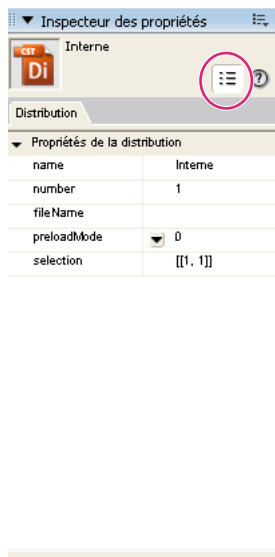 Inspecteur des propriétés
CST
Di
Interne
?
Distribution
Propriétés de la distribution
name Interne
number 1
fileName
preloadMode 0
selection [[1, 1]]